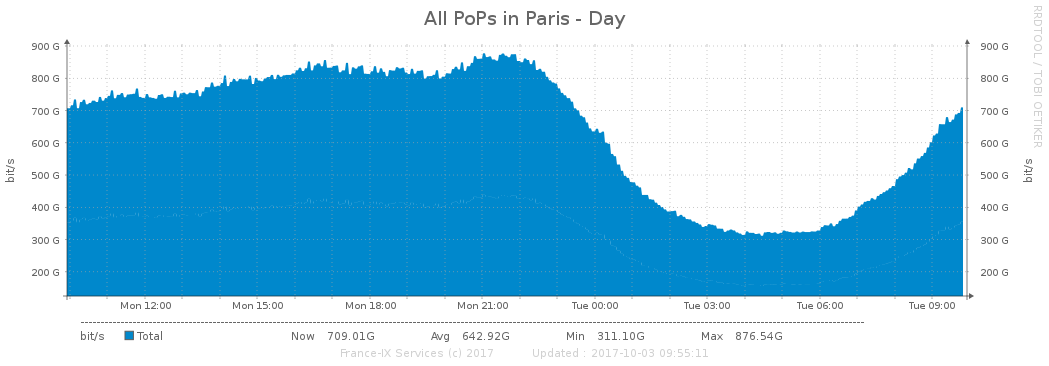 All PoPs in Paris - Day
RRDTOOL / TOBI OETIKER
900 G 900 G
800 G 800 G
700 G 700 G
600 G 600 G
500 G 500 G
400 G 400 G
300 G 300 G
200 G 200 G
bit/s bit/s
Mon 12:00 Mon 15:00 Mon 18:00 Mon 21:00 Tue 00:00 Tue 03:00 Tue 06:00 Tue 09:00
bit/s Total Now 709.01G Avg 642.92G Min 311.10G Max 876.54G
France-IX Services (c) 2017 Updated : 2017-10-03 09:55:11